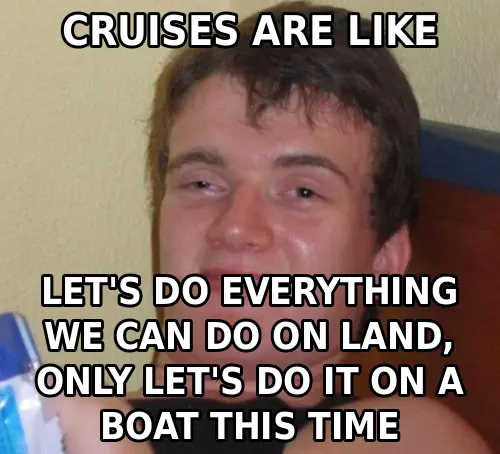 CRUISES ARE LIKE
LET'S DO EVERYTHING
WE CAN DO ON LAND,
ONLY LET'S DO IT ON A
BOAT THIS TIME